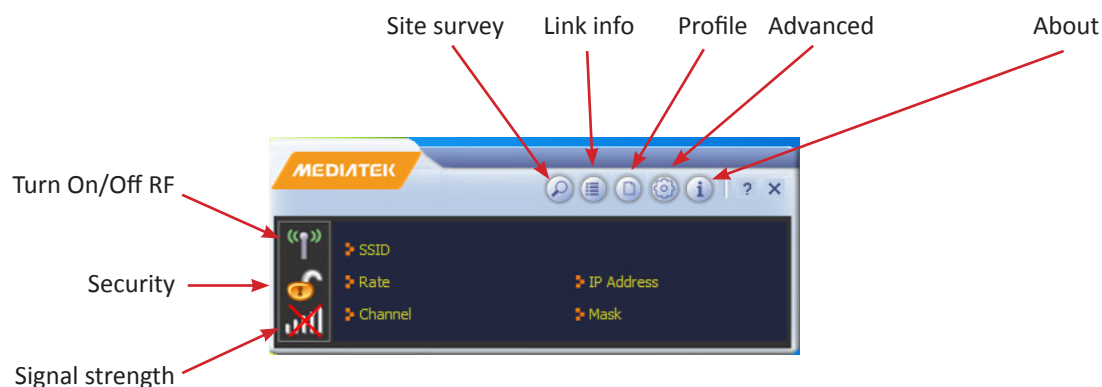 Site survey Link info Profile Advanced About
MEDIATEK
? ×
Turn On/Off RF
SSID
Security
Rate IP Address
Channel Mask
Signal strength